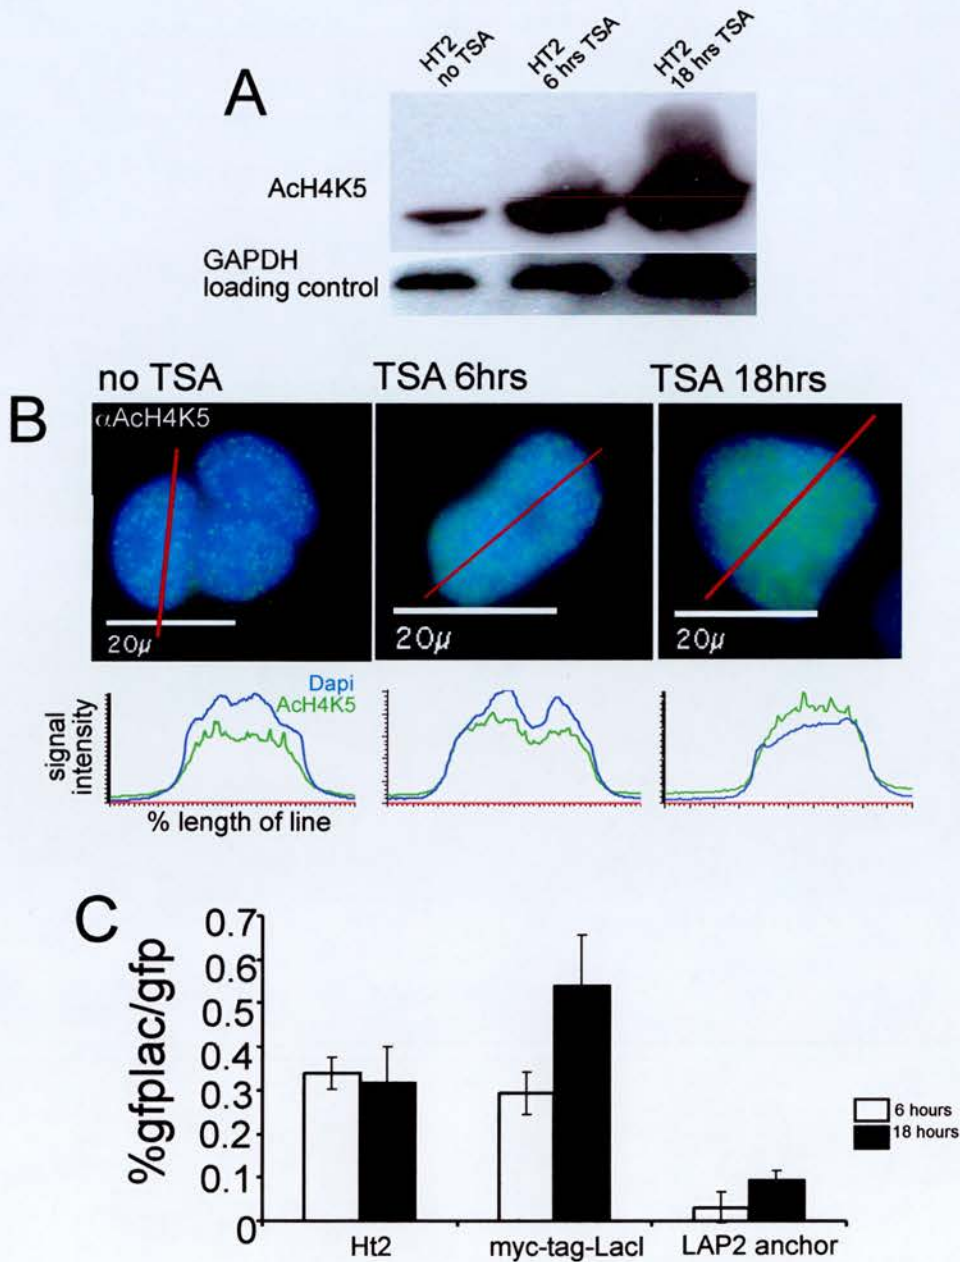 A
HT2
no TSA
HT2
6 hrs TSA
HT2
18 hrs TSA
AcH4K5
GAPDH
loading control
B
no TSA
TSA 6hrs
TSA 18hrs
αAcH4K5
20µ
20µ
20µ
Dapi
AcH4K5
signal
intensity
% length of line
C
%gfplac/gfp
0.7
0.6
0.5
0.4
0.3
0.2
0.1
0
Ht2
myc-tag-LacI
LAP2 anchor
6 hours
18 hours